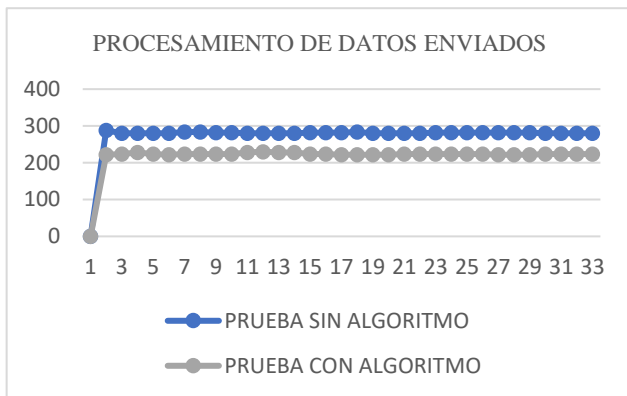 PROCESAMIENTO DE DATOS ENVIADOS
400
300
200
100
0
1 3 5 7 9 11 13 15 17 19 21 23 25 27 29 31 33
PRUEBA SIN ALGORITMO
PRUEBA CON ALGORITMO